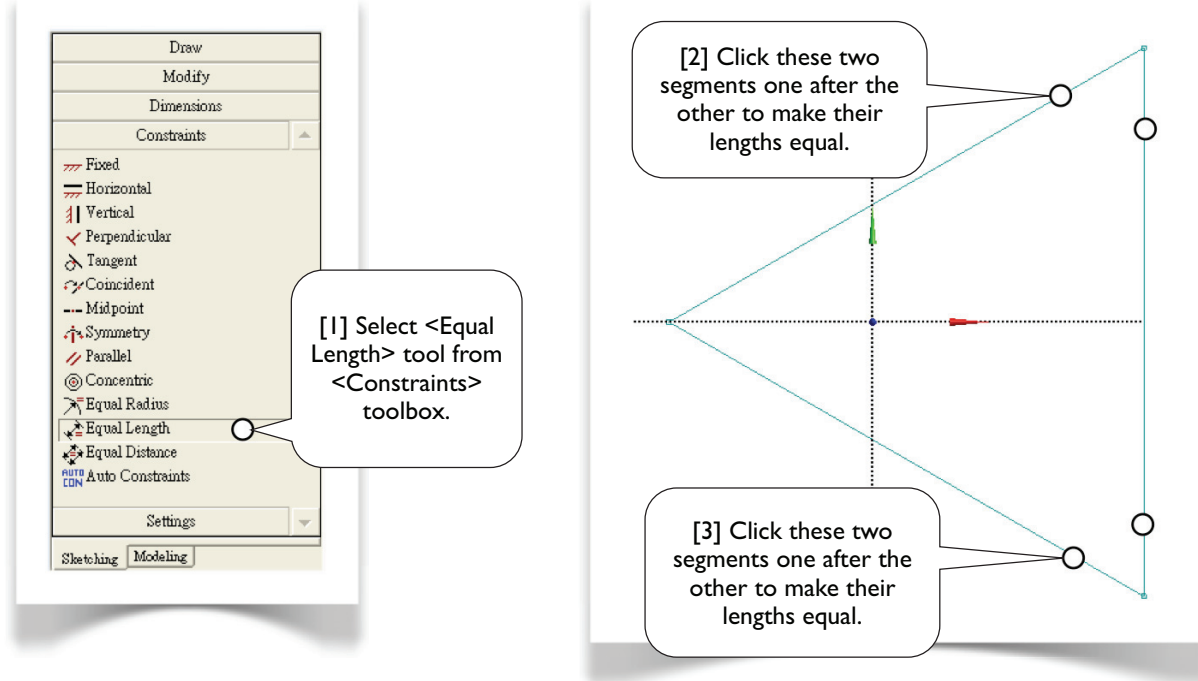 Draw
Modify
Dimensions
Constraints
Fixed
Horizontal
Vertical
Perpendicular
Tangent
Coincident
Midpoint
Symmetry
Parallel
Concentric
Equal Radius
Equal Length
Equal Distance
AUTO
CON Auto Constraints
Settings
Sketching Modeling
[1] Select <Equal
Length> tool from
<Constraints>
toolbox.
[2] Click these two
segments one after the
other to make their
lengths equal.
[3] Click these two
segments one after the
other to make their
lengths equal.